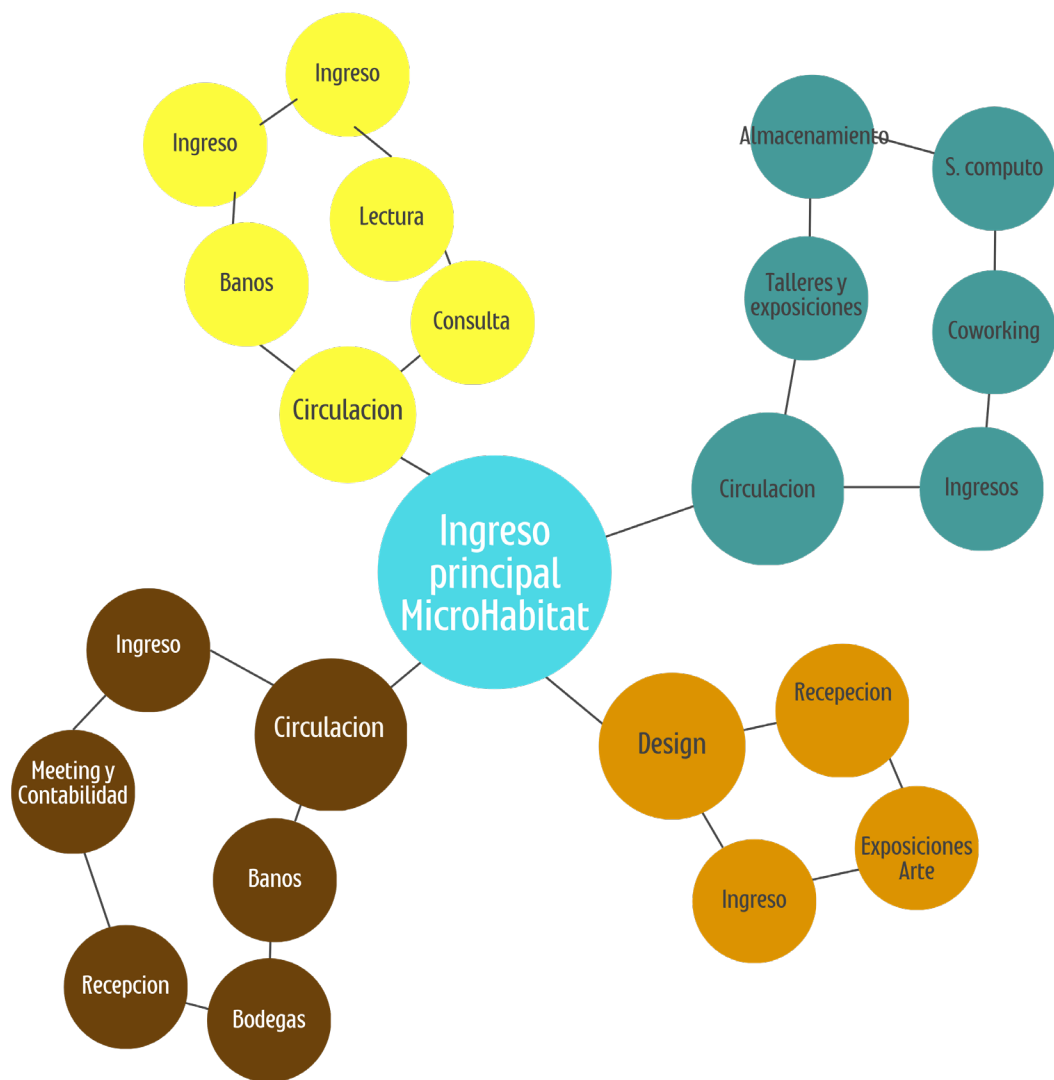 Ingreso
Ingreso
Lectura
Banos
Consulta
Circulacion
Almacenamiento
S. computo
Talleres y
exposiciones
Coworking
Circulacion
Ingresos
Ingreso
principal
MicroHabitat
Ingreso
Circulacion
Meeting y
Contabilidad
Banos
Recepcion
Bodegas
Recepecion
Design
Exposiciones
Arte
Ingreso